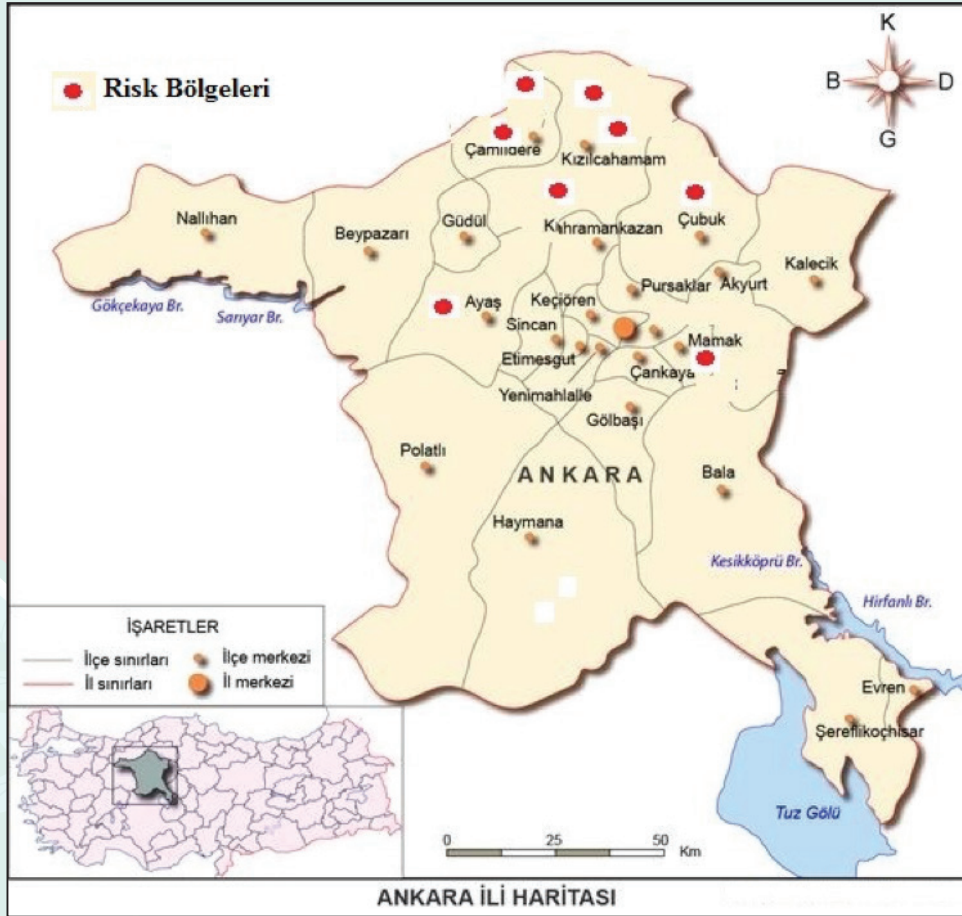 K
Risk Bölgeleri
B
D
G
Çamlıdere
Kızılcahamam
Nallıhan
Beypazarı
Güdül
Kahramankazan
Çubuk
Kalecik
Pursaklar
Akyurt
Gökçekaya Br.
Sarıyar Br.
Ayaş
Keçiören
Sincan
Mamak
Etimesgut
Çankaya
Yenimahlalle
Gölbaşı
Polatlı
ANKARA
Bala
Haymana
Kesikköprü Br.
Hirfanlı Br.
İŞARETLER
İlçe sınırları
İlçe merkezi
İl sınırları
İl merkezi
Evren
Şereflikoçhisar
Tuz Gölü
0 25 50
Km
ANKARA İLİ HARİTASI